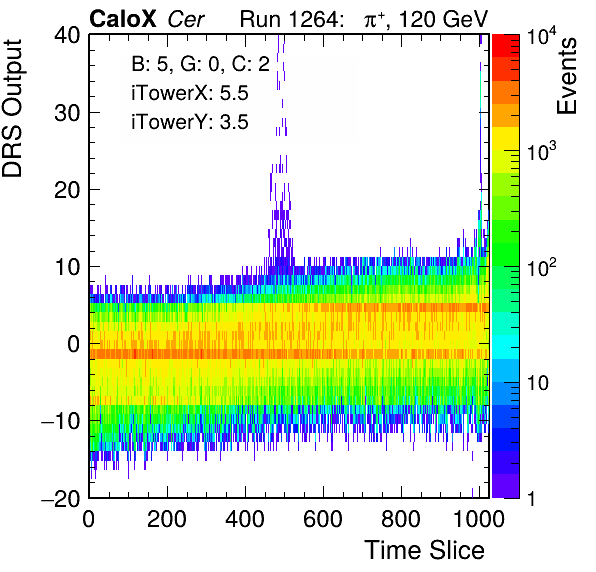 CaloX Cer Run 1264: π⁺, 120 GeV
B: 5, G: 0, C: 2
iTowerX: 5.5
iTowerY: 3.5
DRS Output
40
30
20
10
0
−10
−20
0 200 400 600 800 1000
Time Slice
Events
10⁴
10³
10²
10
1